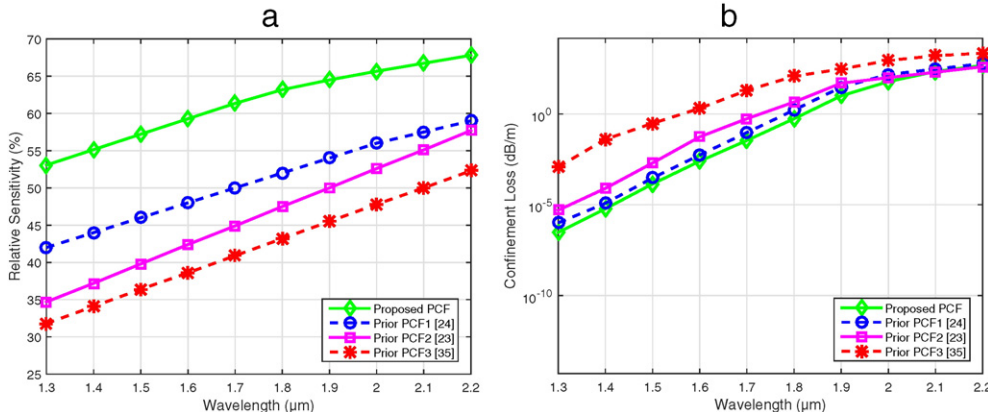 a
70
65
60
55
50
45
40
35
30
25
Relative Sensitivity (%)
1.3 1.4 1.5 1.6 1.7 1.8 1.9 2 2.1 2.2
Wavelength (µm)
Proposed PCF
Prior PCF1 [24]
Prior PCF2 [23]
Prior PCF3 [35]
b
10^0
10^-5
10^-10
Confinement Loss (dB/m)
1.3 1.4 1.5 1.6 1.7 1.8 1.9 2 2.1 2.2
Wavelength (µm)
Proposed PCF
Prior PCF1 [24]
Prior PCF2 [23]
Prior PCF3 [35]